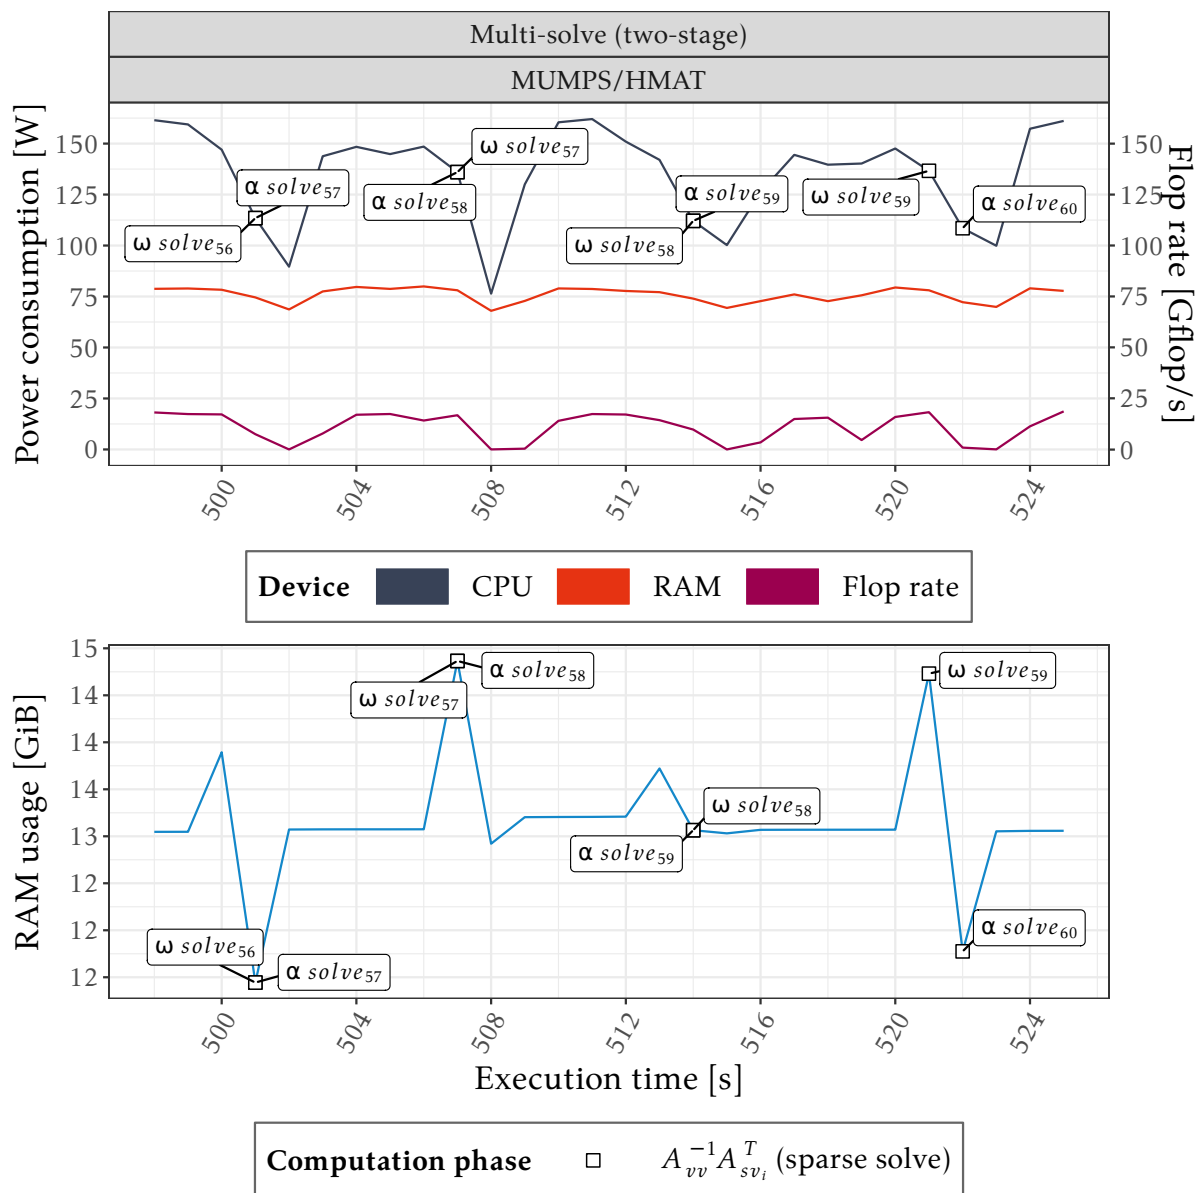 Multi-solve (two-stage)
MUMPS/HMAT
Power consumption [W]
150
125
100
75
50
25
0
ω solve57
α solve57
α solve58
ω solve56
α solve59
ω solve58
ω solve59
α solve60
150
125
100
75
50
25
0
Flop rate [Gflop/s]
500 504 508 512 516 520 524
Device CPU RAM Flop rate
RAM usage [GiB]
15
14
14
14
13
12
12
12
α solve58
ω solve57
ω solve59
ω solve58
α solve59
α solve60
ω solve56
α solve57
500 504 508 512 516 520 524
Execution time [s]
Computation phase A_vv^−1 A_sv_i^T (sparse solve)